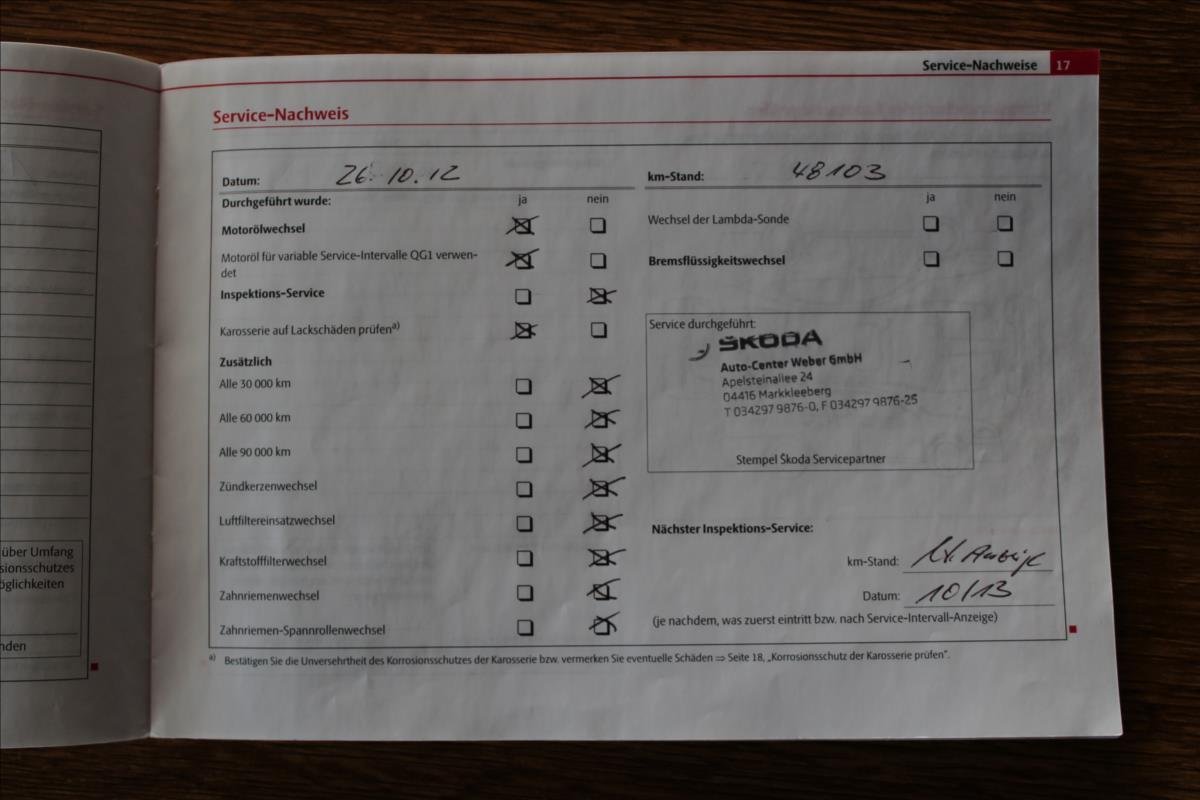 Service-Nachweise 17
Service-Nachweis
Datum: 26.10.12
km-Stand: 48103
Durchgeführt wurde: ja nein
ja nein
Motorölwechsel
Wechsel der Lambda-Sonde
Motoröl für variable Service-Intervalle QG1 verwen-
det
Bremsflüssigkeitswechsel
Inspektions-Service
Karosserie auf Lackschäden prüfen a)
Zusätzlich
Alle 30 000 km
Alle 60 000 km
Alle 90 000 km
Zündkerzenwechsel
Luftfiltereinsatzwechsel
Kraftstofffilterwechsel
Zahnriemenwechsel
Zahnriemen-Spannrollenwechsel
Service durchgeführt:
ŠKODA
Auto-Center Weber GmbH
Apelsteinallee 24
04416 Markkleeberg
T 034297 9876-0, F 034297 9876-25
Stempel Škoda Servicepartner
Nächster Inspektions-Service:
km-Stand:
Datum: 10/13
(je nachdem, was zuerst eintritt bzw. nach Service-Intervall-Anzeige)
a) Bestätigen Sie die Unversehrtheit des Korrosionsschutzes der Karosserie bzw. vermerken Sie eventuelle Schäden ⇒ Seite 18, „Korrosionsschutz der Karosserie prüfen".
über Umfang
sionsschutzes
öglichkeiten
nden